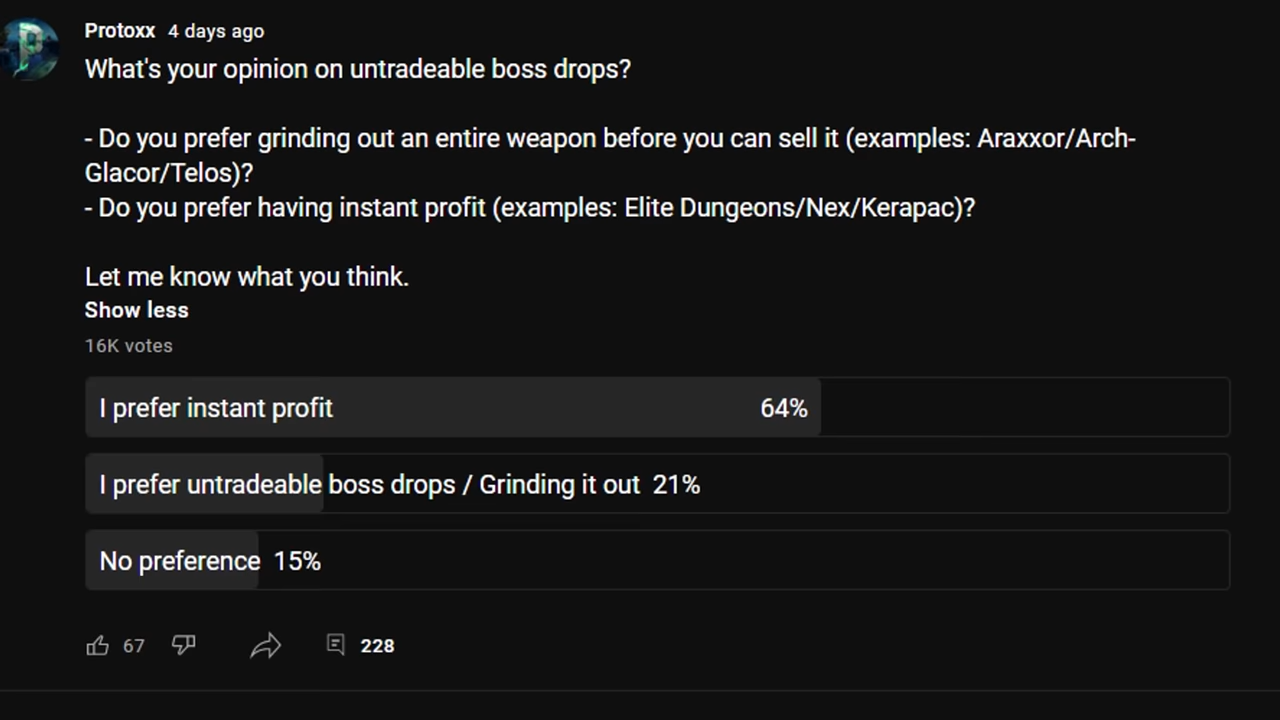 Protoxx 4 days ago
What's your opinion on untradeable boss drops?
- Do you prefer grinding out an entire weapon before you can sell it (examples: Araxxor/Arch-
Glacor/Telos)?
- Do you prefer having instant profit (examples: Elite Dungeons/Nex/Kerapac)?
Let me know what you think.
Show less
16K votes
I prefer instant profit 64%
I prefer untradeable boss drops / Grinding it out 21%
No preference 15%
67 228